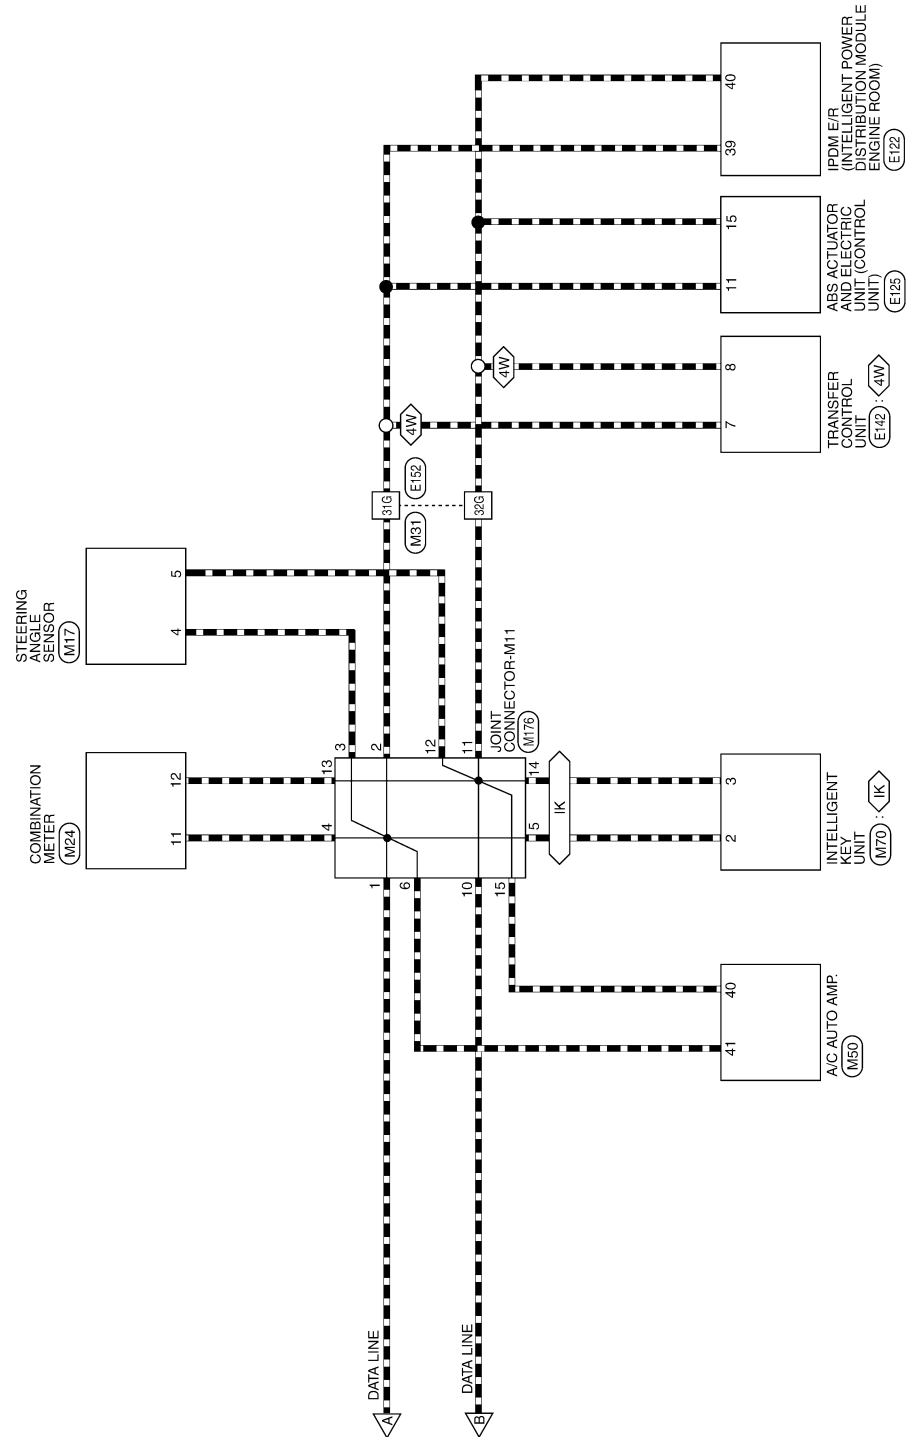 DATA LINE
A
DATA LINE
B
COMBINATION
METER
M24
11
12
STEERING
ANGLE
SENSOR
M17
4
5
1
6
10
15
4
13
3
2
12
11
5
14
JOINT
CONNECTOR-M11
M176
IK
31G
32G
M31
E152
4W
4W
41
40
A/C AUTO AMP.
M50
2
3
INTELLIGENT
KEY
UNIT
M70 : IK
7
8
TRANSFER
CONTROL
UNIT
E142 : 4W
11
15
ABS ACTUATOR
AND ELECTRIC
UNIT (CONTROL
UNIT)
E125
39
40
IPDM E/R
(INTELLIGENT POWER
DISTRIBUTION MODULE
ENGINE ROOM)
E122